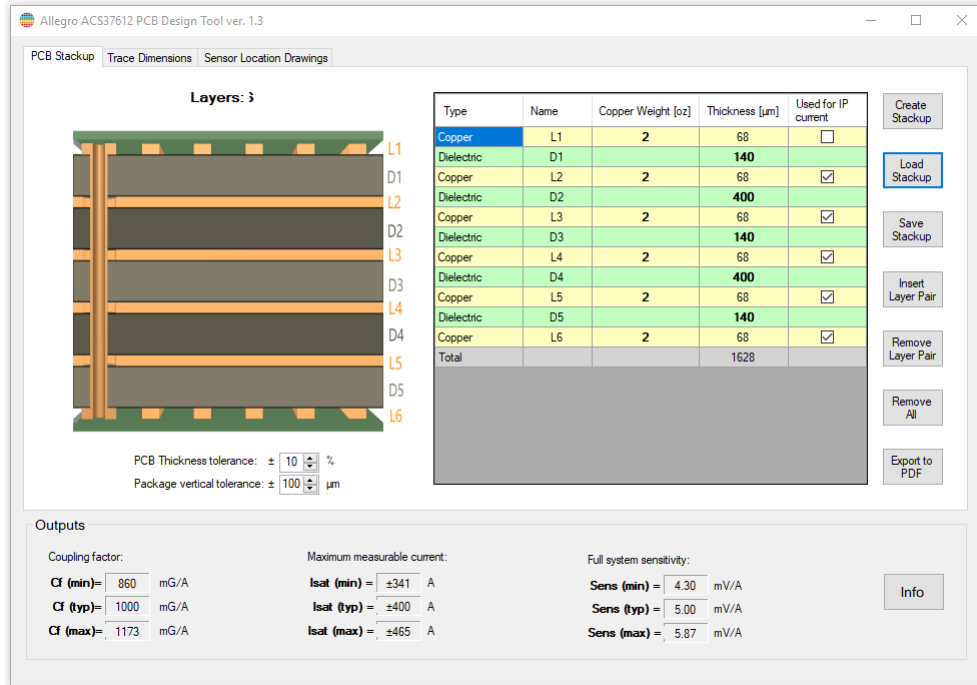 Allegro ACS37612 PCB Design Tool ver. 1.3
PCB Stackup Trace Dimensions Sensor Location Drawings
Layers:
L1
D1
L2
D2
L3
D3
L4
D4
L5
D5
L6
PCB Thickness tolerance: ± 10 %
Package vertical tolerance: ± 100 µm
Type Name Copper Weight [oz] Thickness [µm] Used for IP current
Copper L1 2 68
Dielectric D1 140
Copper L2 2 68
Dielectric D2 400
Copper L3 2 68
Dielectric D3 140
Copper L4 2 68
Dielectric D4 400
Copper L5 2 68
Dielectric D5 140
Copper L6 2 68
Total 1628
Create
Stackup
Load
Stackup
Save
Stackup
Insert
Layer Pair
Remove
Layer Pair
Remove
All
Export to
PDF
Outputs
Coupling factor:
Cf (min)= 860 mG/A
Cf (typ)= 1000 mG/A
Cf (max)= 1173 mG/A
Maximum measurable current:
Isat (min) = ±341 A
Isat (typ) = ±400 A
Isat (max) = ±465 A
Full system sensitivity:
Sens (min) = 4.30 mV/A
Sens (typ) = 5.00 mV/A
Sens (max) = 5.87 mV/A
Info